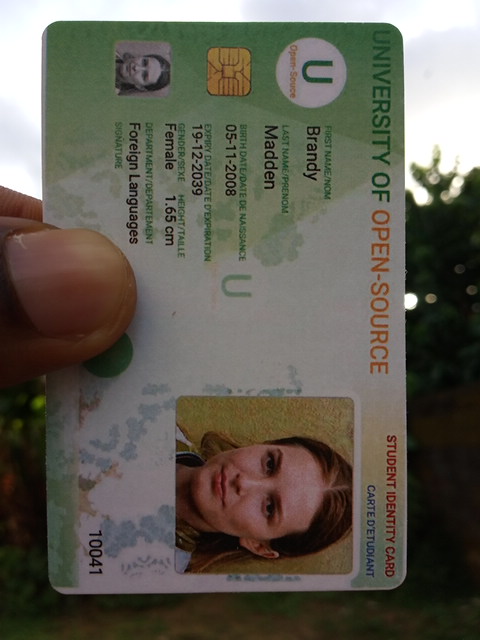 UNIVERSITY OF OPEN-SOURCE
STUDENT IDENTITY CARD
CARTE D'ETUDIANT
U
Open-Souce
FIRST NAME/NOM
Brandy
LAST NAME/PRENOM
Madden
BIRTH DATE/DATE DE NAISSANCE
05-11-2008
EXPIRY DATE/DATE D'EXPIRATION
19-12-2039
GENDER/SEXE HEIGHT/TAILLE
Female 1.65 cm
DEPARTMENT/DEPARTEMENT
Foreign Languages
SIGNATURE
U
10041